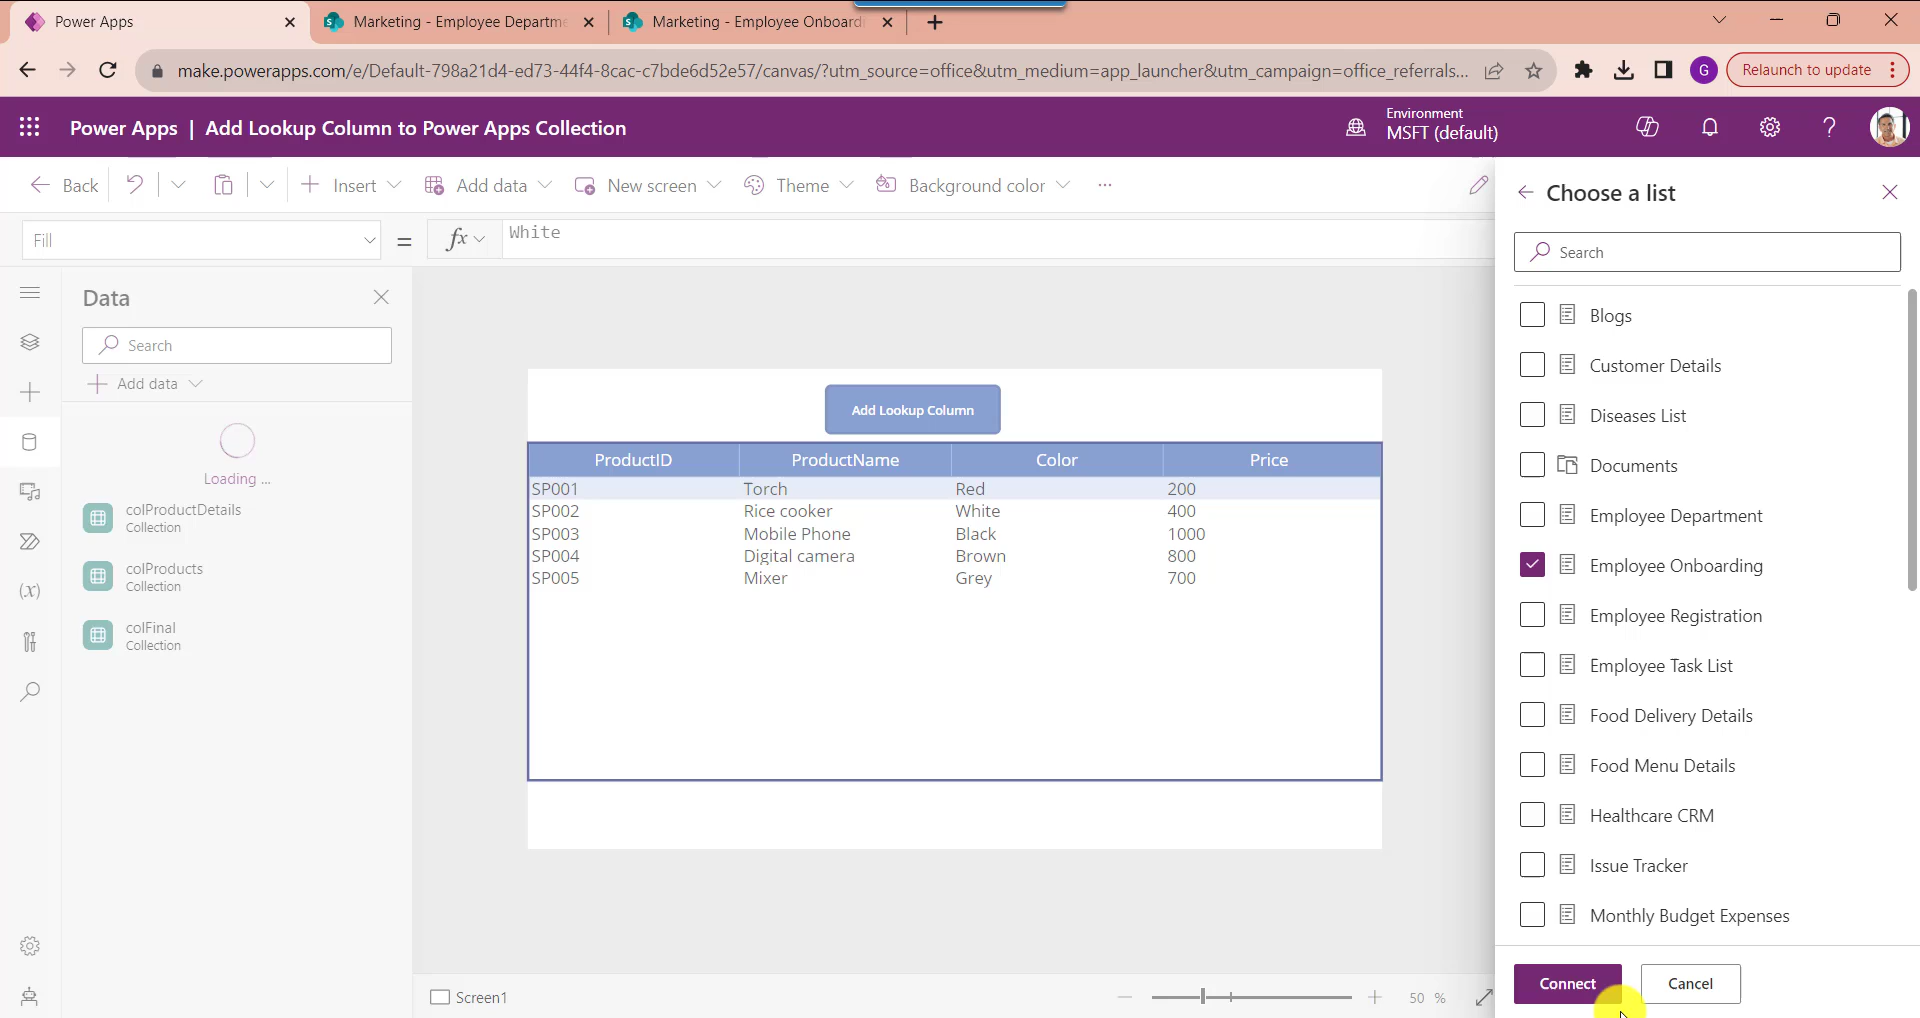 Power Apps
Marketing - Employee Departme
Marketing - Employee Onboardi
make.powerapps.com/e/Default-798a21d4-ed73-44f4-8cac-c7bde6d52e57/canvas/?utm_source=office&utm_medium=app_launcher&utm_campaign=office_referrals...
G
Relaunch to update
Power Apps | Add Lookup Column to Power Apps Collection
Environment
MSFT (default)
Back
Insert
Add data
New screen
Theme
Background color
...
Fill
=
fx
White
Data
Search
Add data
Loading ...
colProductDetails
Collection
colProducts
Collection
colFinal
Collection
(x)
Add Lookup Column
ProductID ProductName Color Price
SP001 Torch Red 200
SP002 Rice cooker White 400
SP003 Mobile Phone Black 1000
SP004 Digital camera Brown 800
SP005 Mixer Grey 700
Screen1
50 %
Choose a list
Search
Blogs
Customer Details
Diseases List
Documents
Employee Department
Employee Onboarding
Employee Registration
Employee Task List
Food Delivery Details
Food Menu Details
Healthcare CRM
Issue Tracker
Monthly Budget Expenses
Connect
Cancel